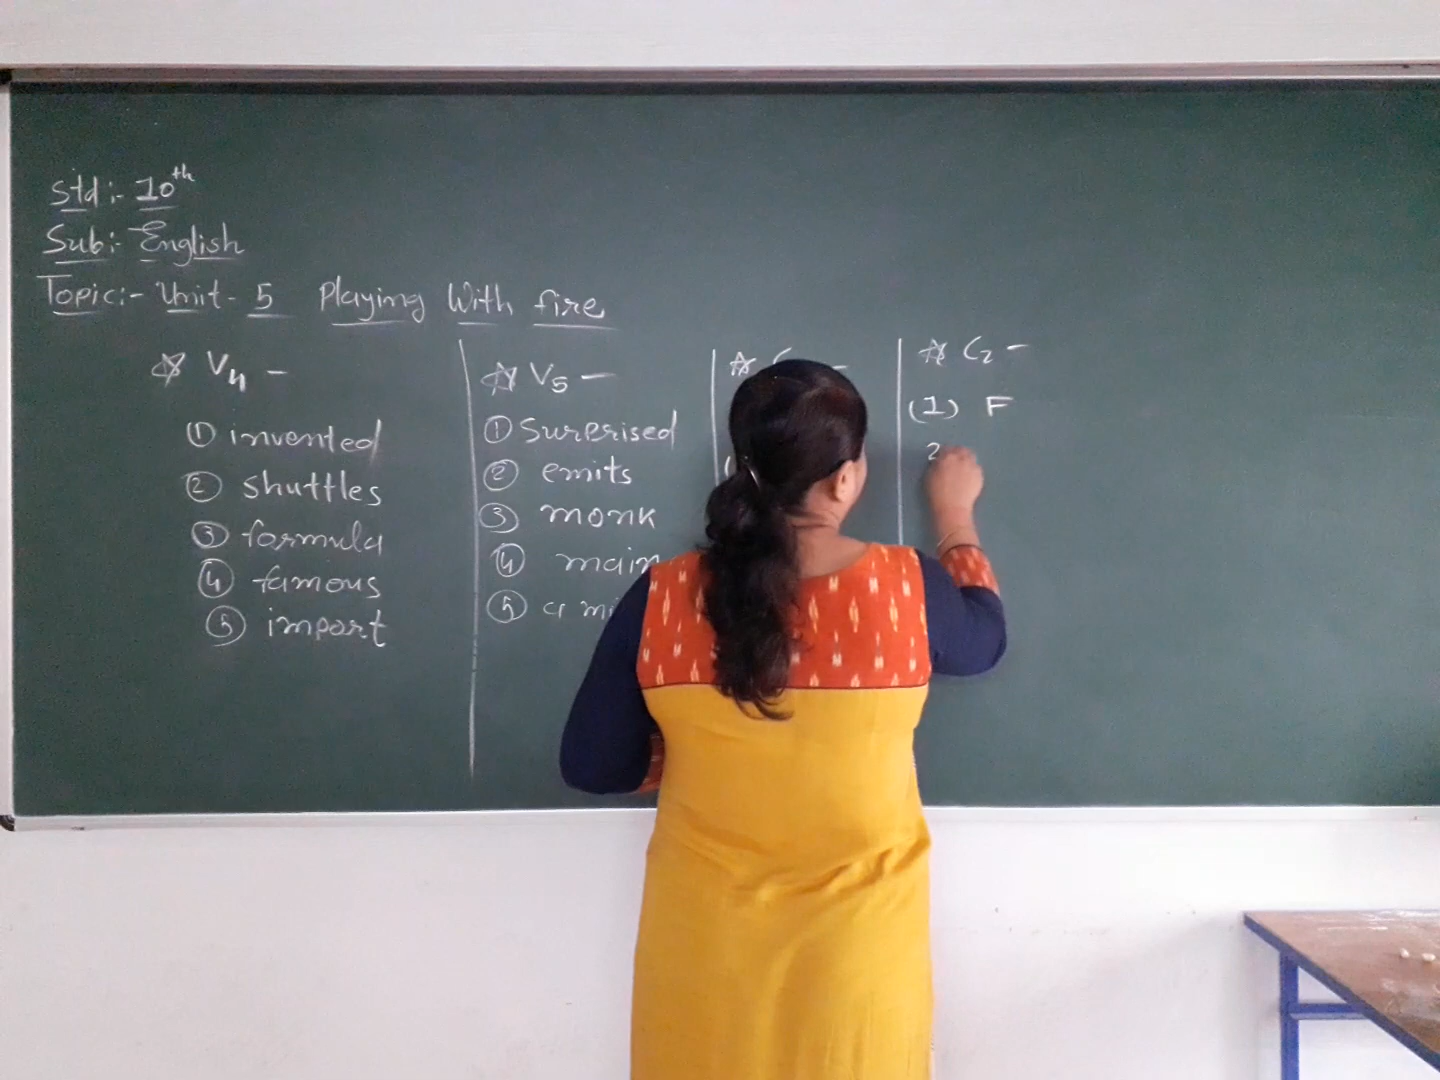 Std:- 10th
Sub:- English
Topic:- Unit- 5 Playing With fire
V4 -
① invented
② shuttles
③ formula
④ famous
⑤ import
V5 -
① Surprised
② emits
③ monk
④ main
⑤ a
C2 -
(1) F
2